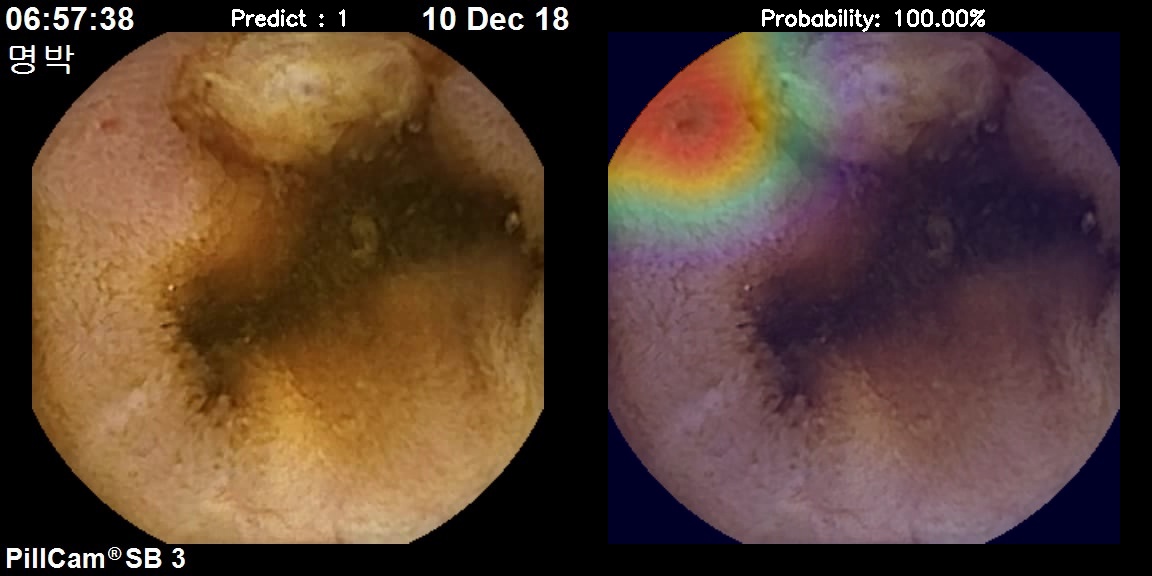 06:57:38
Predict : 1
10 Dec 18
Probability: 100.00%
명박
PillCam® SB 3